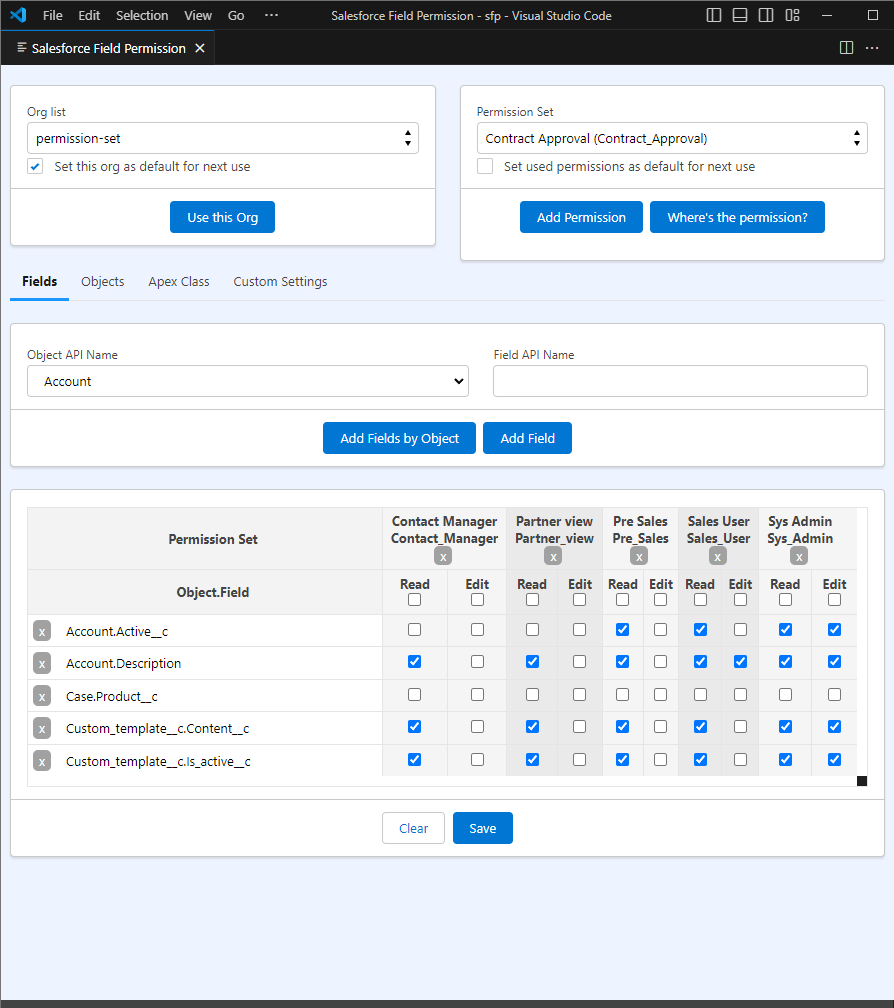 File Edit Selection View Go ··· Salesforce Field Permission - sfp - Visual Studio Code
Salesforce Field Permission
Org list
permission-set
Set this org as default for next use
Use this Org
Permission Set
Contract Approval (Contract_Approval)
Set used permissions as default for next use
Add Permission Where's the permission?
Fields Objects Apex Class Custom Settings
Object API Name Field API Name
Account
Add Fields by Object Add Field
Permission Set
Contact Manager Partner view Pre Sales Sales User Sys Admin
Contact_Manager Partner_view Pre_Sales Sales_User Sys_Admin
x x x x x
Object.Field
Read Edit Read Edit Read Edit Read Edit Read Edit
x Account.Active__c
x Account.Description
x Case.Product__c
x Custom_template__c.Content__c
x Custom_template__c.Is_active__c
Clear Save